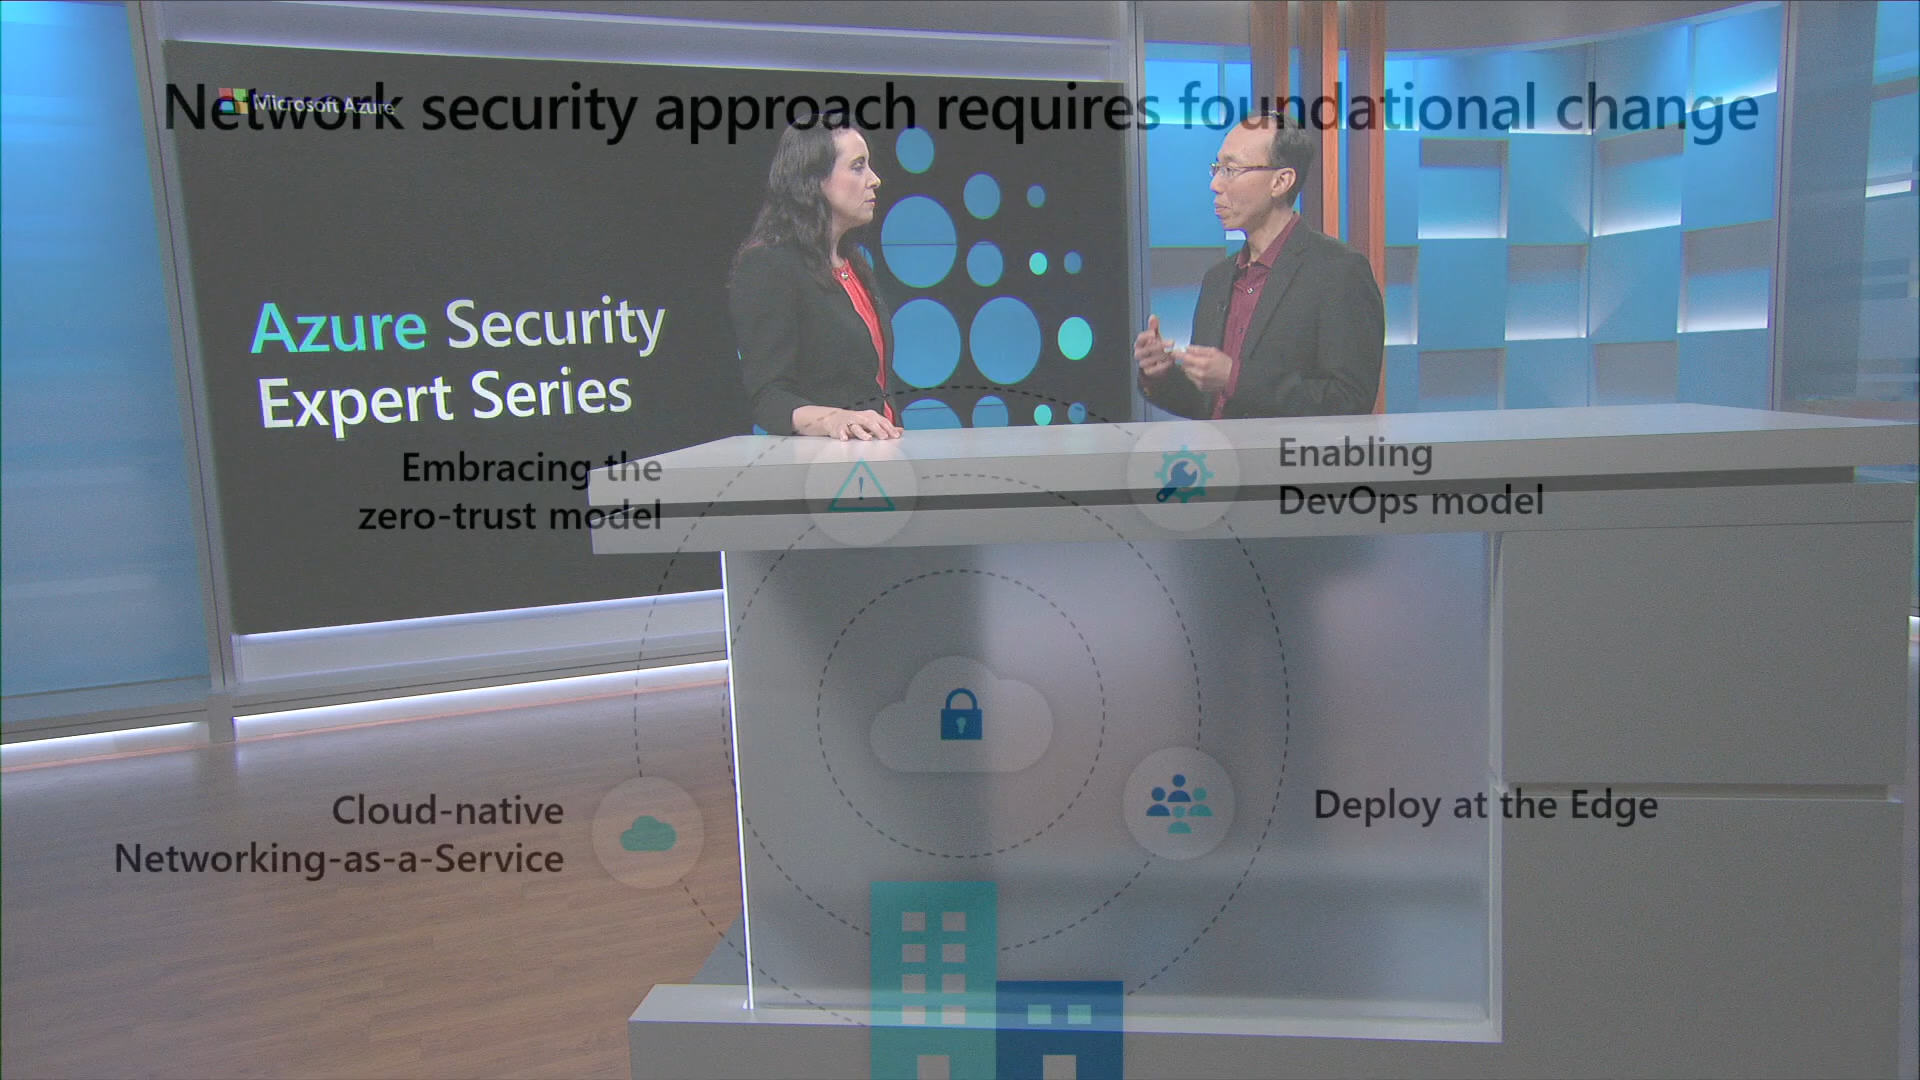 Network security approach requires foundational change
Microsoft Azure
Azure Security
Expert Series
Embracing the
zero-trust model
Enabling
DevOps model
Cloud-native
Networking-as-a-Service
Deploy at the Edge